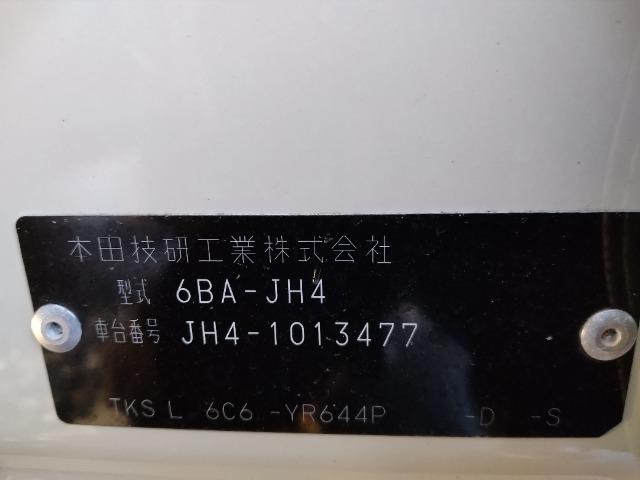 本田技研工業株式会社
型式 6BA-JH4
車台番号 JH4-1013477
TKS L 6C6 -YR644P -D -S